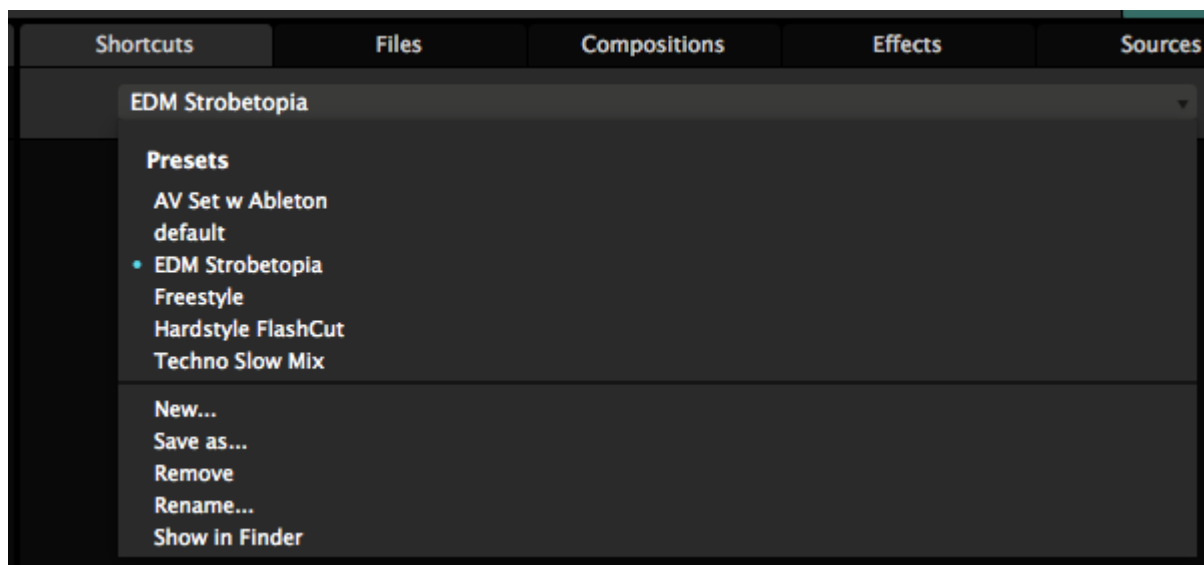 Shortcuts Files Compositions Effects Sources
EDM Strobetopia
Presets
AV Set w Ableton
default
EDM Strobetopia
Freestyle
Hardstyle FlashCut
Techno Slow Mix
New...
Save as...
Remove
Rename...
Show in Finder